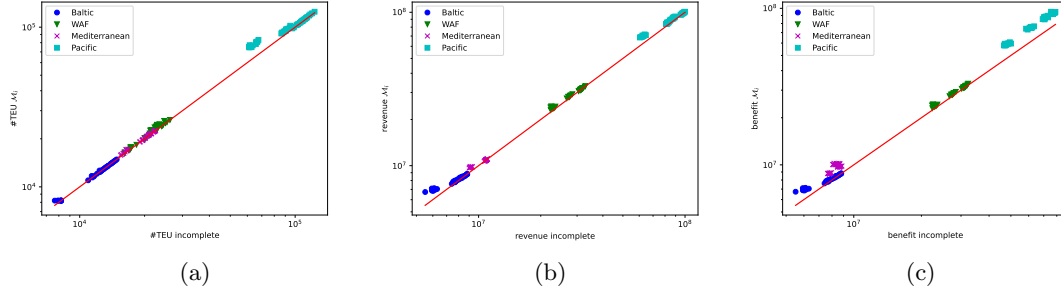 Baltic
WAF
Mediterranean
Pacific
10^5
10^4
#TEU ℳ_i
10^4
10^5
#TEU incomplete
(a)
Baltic
WAF
Mediterranean
Pacific
10^8
10^7
revenue ℳ_i
10^7
10^8
revenue incomplete
(b)
Baltic
WAF
Mediterranean
Pacific
10^8
10^7
benefit ℳ_i
10^7
benefit incomplete
(c)